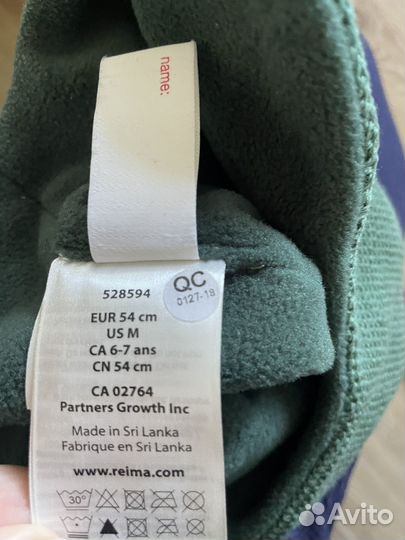 name:
QC
0127-18
528594
EUR 54 cm
US M
CA 6-7 ans
CN 54 cm
CA 02764
Partners Growth Inc
Made in Sri Lanka
Fabrique en Sri Lanka
www.reima.com
30°
Avito